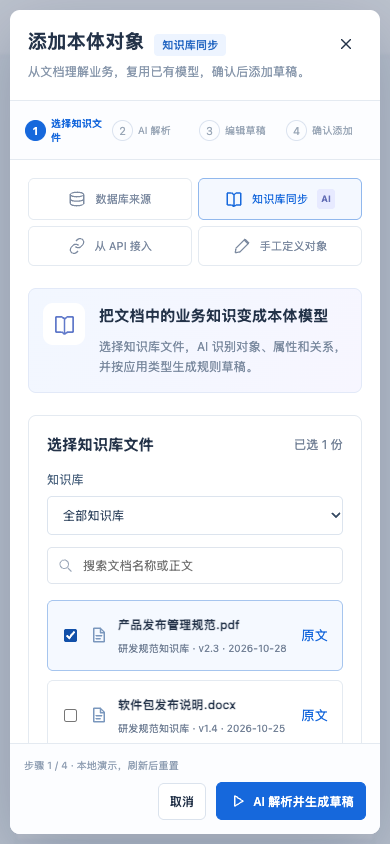 添加本体对象 知识库同步
从文档理解业务，复用已有模型，确认后添加草稿。
1 选择知识文件 2 AI 解析 3 编辑草稿 4 确认添加
数据库来源 知识库同步 AI
从 API 接入 手工定义对象
把文档中的业务知识变成本体模型
选择知识库文件，AI 识别对象、属性和关系，
并按应用类型生成规则草稿。
选择知识库文件 已选 1 份
知识库
全部知识库
搜索文档名称或正文
产品发布管理规范.pdf
研发规范知识库 · v2.3 · 2026-10-28 原文
软件包发布说明.docx
研发规范知识库 · v1.4 · 2026-10-25 原文
步骤 1 / 4 · 本地演示，刷新后重置
取消 AI 解析并生成草稿